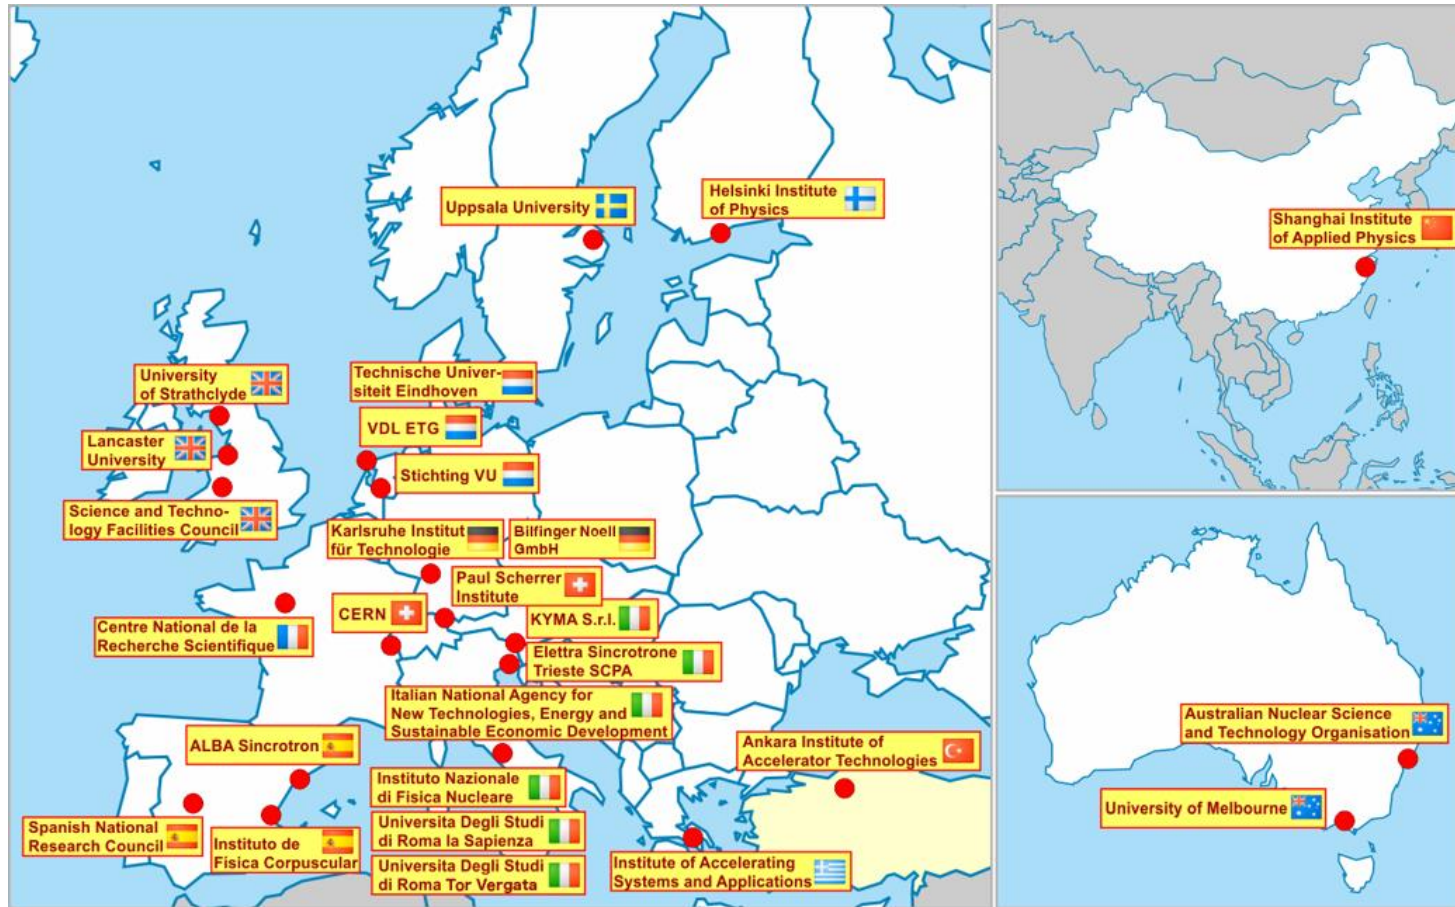 Uppsala University
Helsinki Institute
of Physics
University
of Strathclyde
Lancaster
University
Science and Techno-
logy Facilities Council
Technische Univer-
siteit Eindhoven
VDL ETG
Stichting VU
Karlsruhe Institut
für Technologie
Bilfinger Noell
GmbH
Paul Scherrer
Institute
CERN
KYMA S.r.l.
Centre National de la
Recherche Scientifique
Elettra Sincrotrone
Trieste SCPA
Italian National Agency for
New Technologies, Energy and
Sustainable Economic Development
ALBA Sincrotron
Ankara Institute of
Accelerator Technologies
Instituto Nazionale
di Fisica Nucleare
Spanish National
Research Council
Instituto de
Fisica Corpuscular
Universita Degli Studi
di Roma la Sapienza
Universita Degli Studi
di Roma Tor Vergata
Institute of Accelerating
Systems and Applications
Shanghai Institute
of Applied Physics
Australian Nuclear Science
and Technology Organisation
University of Melbourne